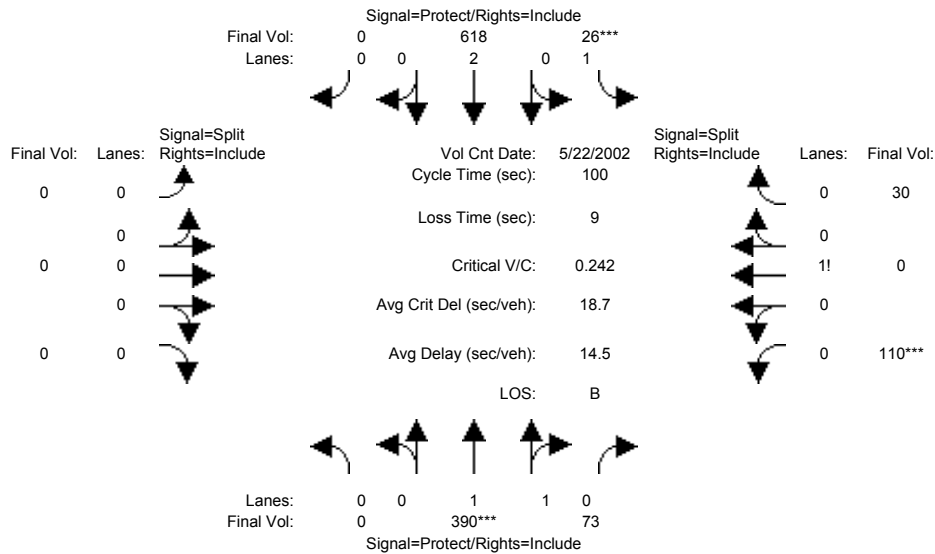 Signal=Protect/Rights=Include
Final Vol: 0 618 26***
Lanes: 0 0 2 0 1
Signal=Split
Final Vol: Lanes: Rights=Include
Vol Cnt Date: 5/22/2002
Signal=Split
Rights=Include Lanes: Final Vol:
Cycle Time (sec): 100
0 0
0 30
Loss Time (sec): 9
0
0
0 0
Critical V/C: 0.242
1! 0
0
Avg Crit Del (sec/veh): 18.7
0
0 0
Avg Delay (sec/veh): 14.5
0 110***
LOS: B
Lanes: 0 0 1 1 0
Final Vol: 0 390*** 73
Signal=Protect/Rights=Include